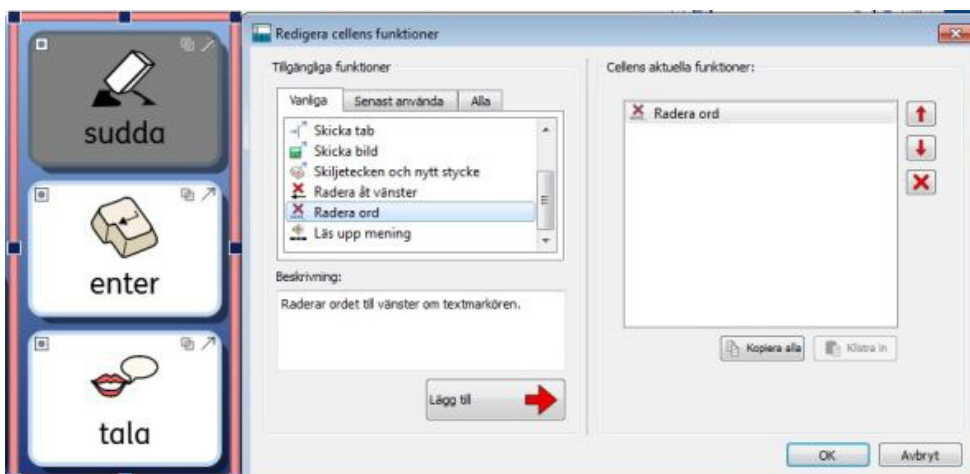 sudda
enter
tala
Redigera cellens funktioner
Tillgängliga funktioner
Vanliga
Senast använda
Alla
Skicka tab
Skicka bild
Skiljetecken och nytt stycke
Radera åt vänster
Radera ord
Läs upp mening
Beskrivning:
Raderar ordet till vänster om textmarkören.
Lägg till
Cellens aktuella funktioner:
Radera ord
Kopiera alla
Klistra in
OK
Avbryt